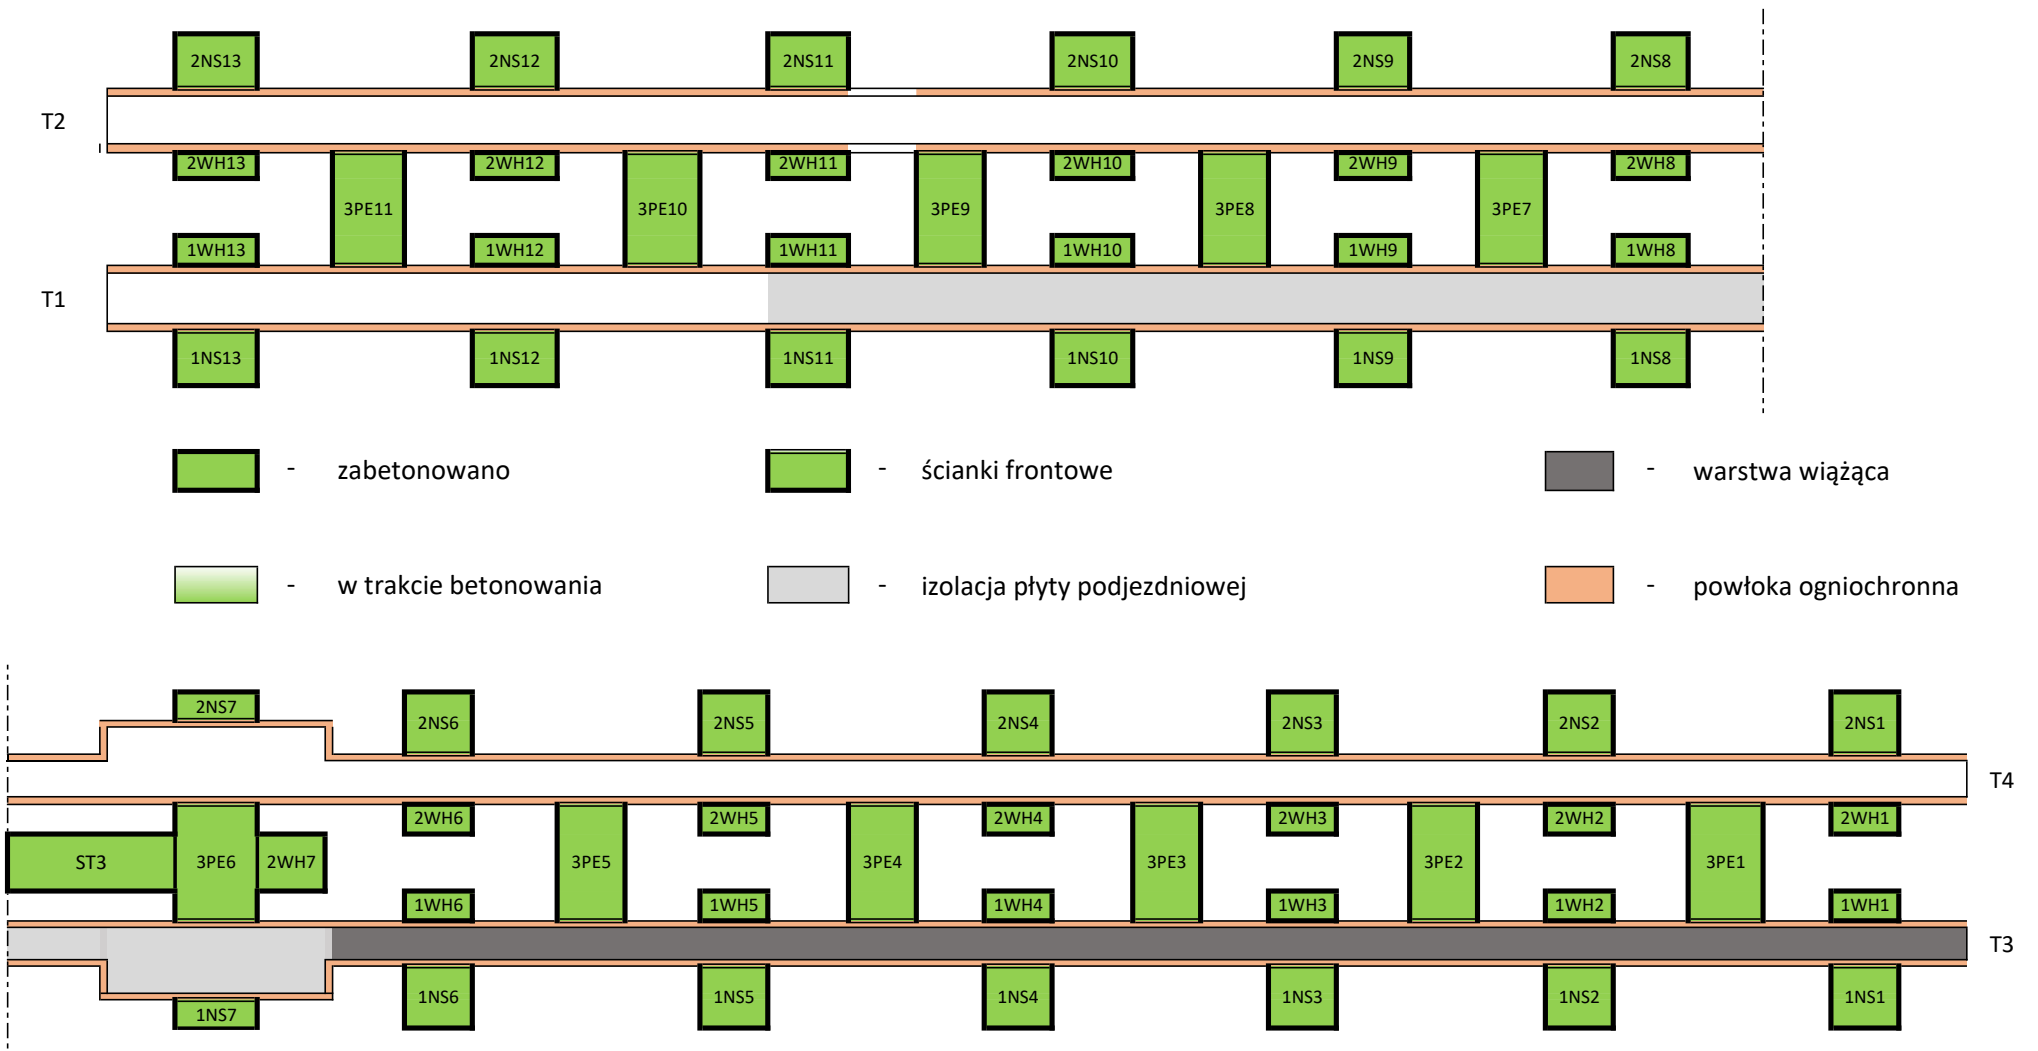 2NS13 2NS12 2NS11 2NS10 2NS9 2NS8
T2
2WH13 2WH12 2WH11 2WH10 2WH9 2WH8
3PE11 3PE10 3PE9 3PE8 3PE7
1WH13 1WH12 1WH11 1WH10 1WH9 1WH8
T1
1NS13 1NS12 1NS11 1NS10 1NS9 1NS8
- zabetonowano - ścianki frontowe - warstwa wiążąca
- w trakcie betonowania - izolacja płyty podjezdniowej - powłoka ogniochronna
2NS7 2NS6 2NS5 2NS4 2NS3 2NS2 2NS1
T4
2WH6 2WH5 2WH4 2WH3 2WH2 2WH1
ST3 3PE6 2WH7 3PE5 3PE4 3PE3 3PE2 3PE1
1WH6 1WH5 1WH4 1WH3 1WH2 1WH1
T3
1NS7 1NS6 1NS5 1NS4 1NS3 1NS2 1NS1